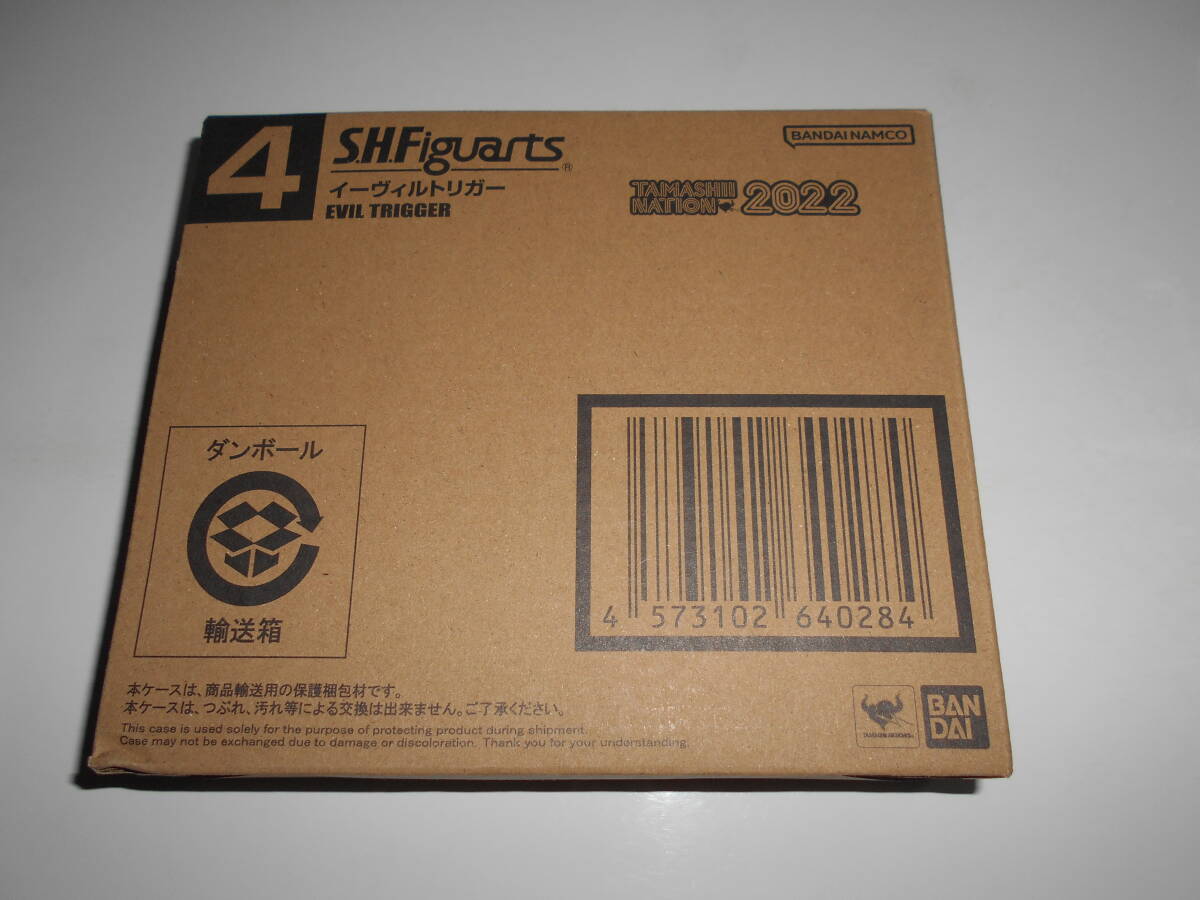 4
S.H.Figuarts®
イーヴィルトリガー
EVIL TRIGGER
BANDAI NAMCO
TAMASHII
NATION 2022
ダンボール
輸送箱
4 573102 640284
本ケースは、商品輸送用の保護梱包材です。
本ケースは、つぶれ、汚れ等による交換は出来ません。ご了承ください。
This case is used solely for the purpose of protecting product during shipment.
Case may not be exchanged due to damage or discoloration. Thank you for your understanding.
TAMASHII NATIONS
BAN
DAI